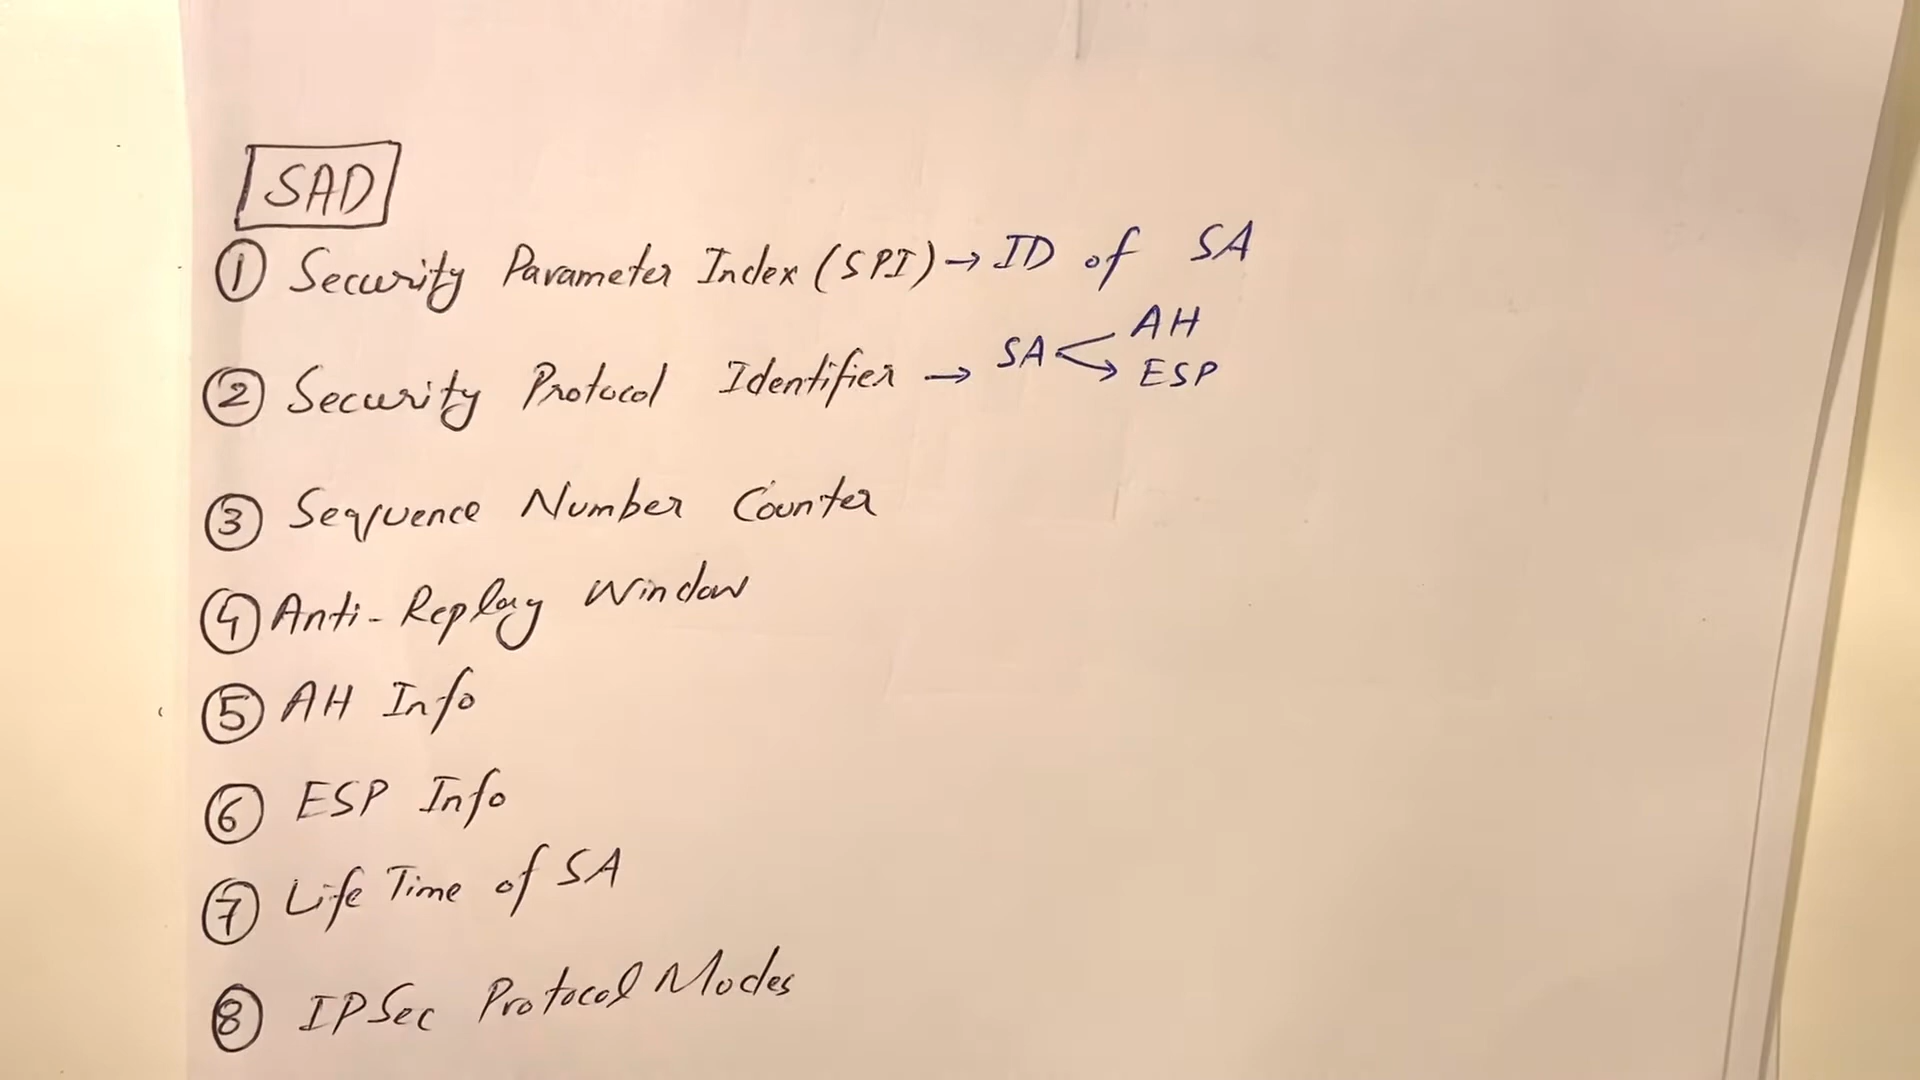 SAD
① Security Parameter Index (SPI) → ID of SA
② Security Protocol Identifier → SA AH
ESP
③ Sequence Number Counter
④ Anti-Replay Window
⑤ AH Info
⑥ ESP Info
⑦ Life Time of SA
⑧ IPSec Protocol Modes